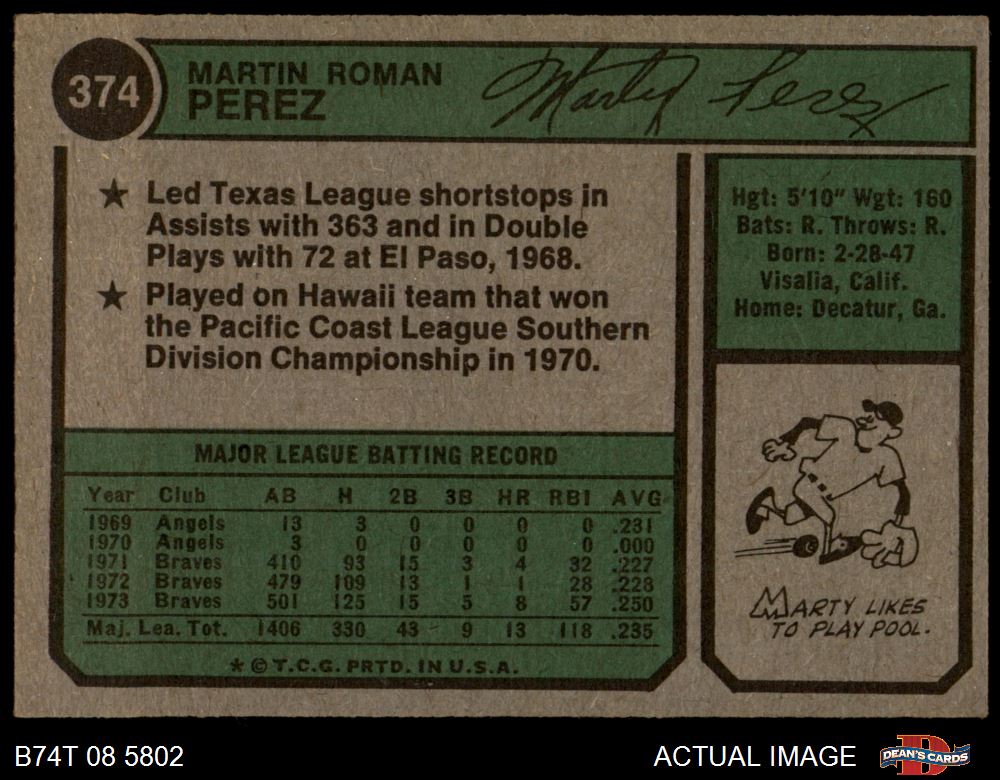 374
MARTIN ROMAN
PEREZ
Marty Perez
★ Led Texas League shortstops in
Assists with 363 and in Double
Plays with 72 at El Paso, 1968.
★ Played on Hawaii team that won
the Pacific Coast League Southern
Division Championship in 1970.
Hgt: 5'10" Wgt: 160
Bats: R. Throws: R.
Born: 2-28-47
Visalia, Calif.
Home: Decatur, Ga.
MAJOR LEAGUE BATTING RECORD
Year Club AB H 2B 3B HR RBI AVG
1969 Angels 13 3 0 0 0 0 .231
1970 Angels 3 0 0 0 0 0 .000
1971 Braves 410 93 15 3 4 32 .227
1972 Braves 479 109 13 1 1 28 .228
1973 Braves 501 125 15 5 8 57 .250
Maj. Lea. Tot. 1406 330 43 9 13 118 .235
★ © T.C.G. PRTD. IN U.S.A.
MARTY LIKES
TO PLAY POOL.
B74T 08 5802
ACTUAL IMAGE
DEAN'S CARDS